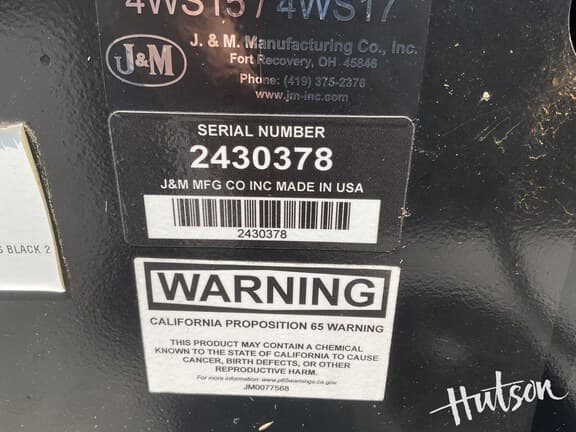 4WS15 / 4WS17
J&M
J. & M. Manufacturing Co., Inc.
Fort Recovery, OH 45846
Phone: (419) 375-2376
www.jm-inc.com
SERIAL NUMBER
2430378
J&M MFG CO INC MADE IN USA
2430378
S BLACK 2
WARNING
CALIFORNIA PROPOSITION 65 WARNING
THIS PRODUCT MAY CONTAIN A CHEMICAL
KNOWN TO THE STATE OF CALIFORNIA TO CAUSE
CANCER, BIRTH DEFECTS, OR OTHER
REPRODUCTIVE HARM.
For more information: www.p65warnings.ca.gov
JM0077568
Hutson